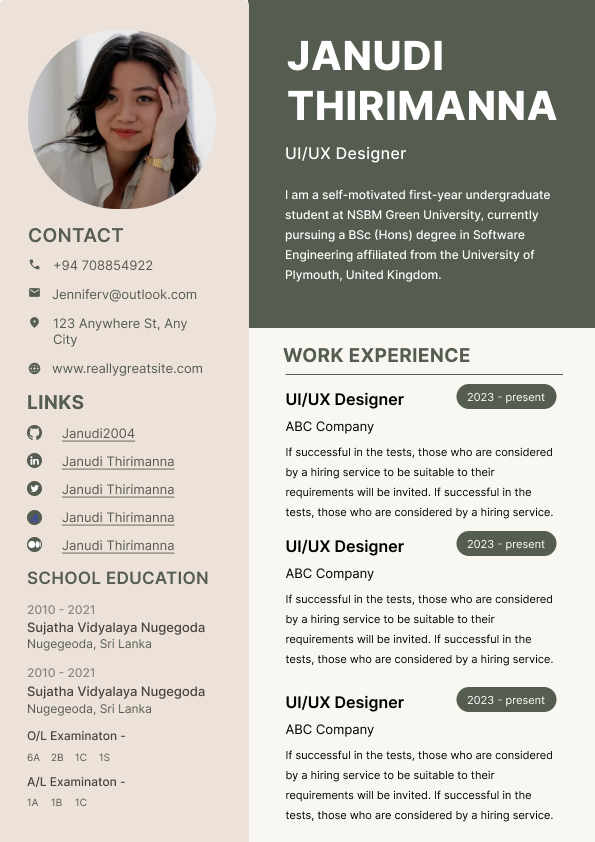 JANUDI
THIRIMANNA
UI/UX Designer
I am a self-motivated first-year undergraduate
student at NSBM Green University, currently
pursuing a BSc (Hons) degree in Software
Engineering affiliated from the University of
Plymouth, United Kingdom.
CONTACT
+94 708854922
Jenniferv@outlook.com
123 Anywhere St, Any
City
www.reallygreatsite.com
LINKS
Janudi2004
Janudi Thirimanna
Janudi Thirimanna
Janudi Thirimanna
Janudi Thirimanna
SCHOOL EDUCATION
2010 - 2021
Sujatha Vidyalaya Nugegoda
Nugegoda, Sri Lanka
2010 - 2021
Sujatha Vidyalaya Nugegoda
Nugegoda, Sri Lanka
O/L Examinaton -
6A 2B 1C 1S
A/L Examinaton -
1A 1B 1C
WORK EXPERIENCE
UI/UX Designer 2023 - present
ABC Company
If successful in the tests, those who are considered
by a hiring service to be suitable to their
requirements will be invited. If successful in the
tests, those who are considered by a hiring service.
UI/UX Designer 2023 - present
ABC Company
If successful in the tests, those who are considered
by a hiring service to be suitable to their
requirements will be invited. If successful in the
tests, those who are considered by a hiring service.
UI/UX Designer 2023 - present
ABC Company
If successful in the tests, those who are considered
by a hiring service to be suitable to their
requirements will be invited. If successful in the
tests, those who are considered by a hiring service.